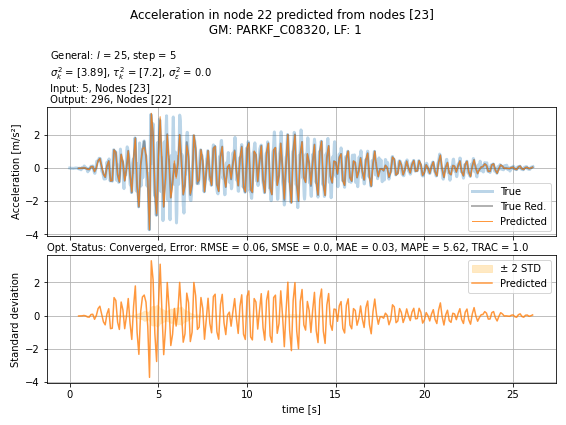 Acceleration in node 22 predicted from nodes [23]
GM: PARKF_C08320, LF: 1
General: l = 25, step = 5
σ²ₖ = [3.89], τ²ₖ = [7.2], σ²ε = 0.0
Input: 5, Nodes [23]
Output: 296, Nodes [22]
Acceleration [m/s²]
2
0
−2
−4
True
True Red.
Predicted
Opt. Status: Converged, Error: RMSE = 0.06, SMSE = 0.0, MAE = 0.03, MAPE = 5.62, TRAC = 1.0
Standard deviation
2
0
−2
−4
± 2 STD
Predicted
0 5 10 15 20 25
time [s]